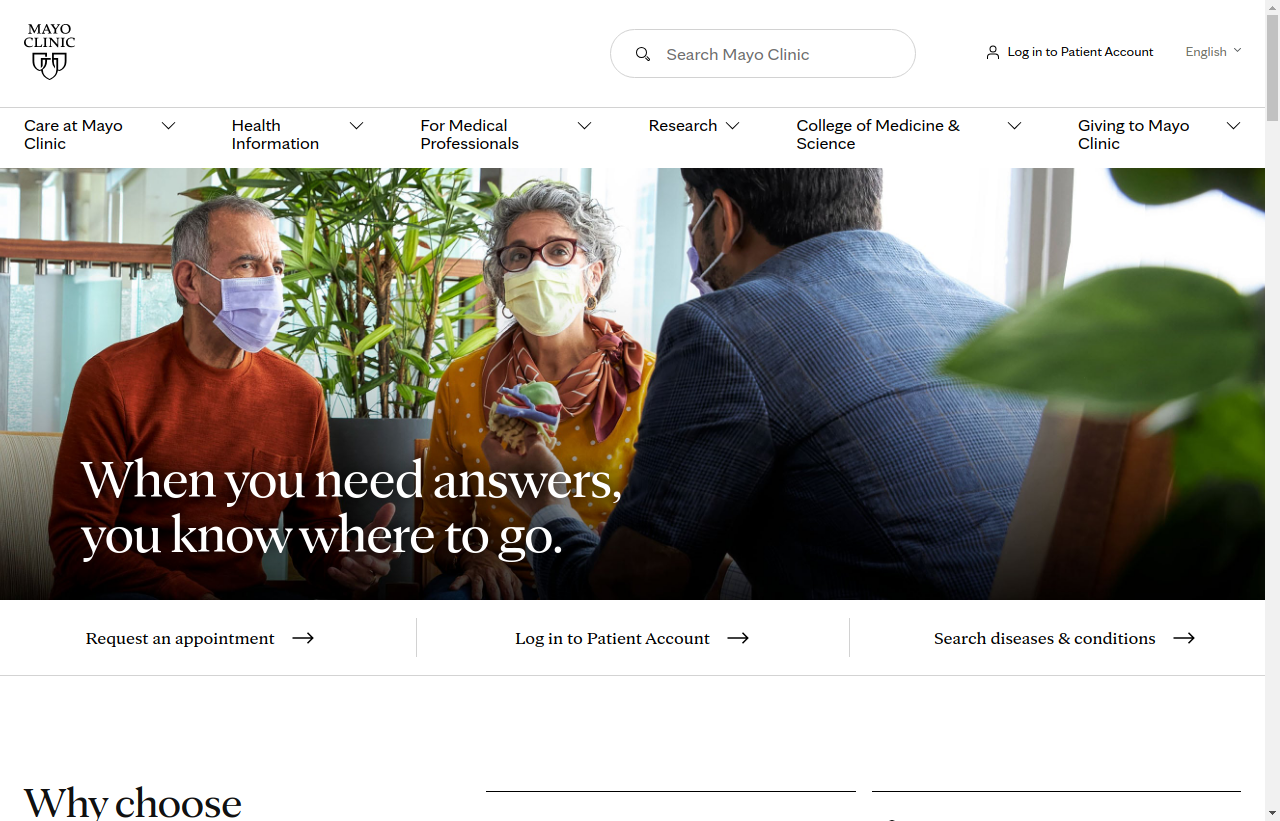 MAYO
CLINIC
Search Mayo Clinic
Log in to Patient Account
English
Care at Mayo
Clinic
Health
Information
For Medical
Professionals
Research
College of Medicine &
Science
Giving to Mayo
Clinic
When you need answers,
you know where to go.
Request an appointment
Log in to Patient Account
Search diseases & conditions
Why choose